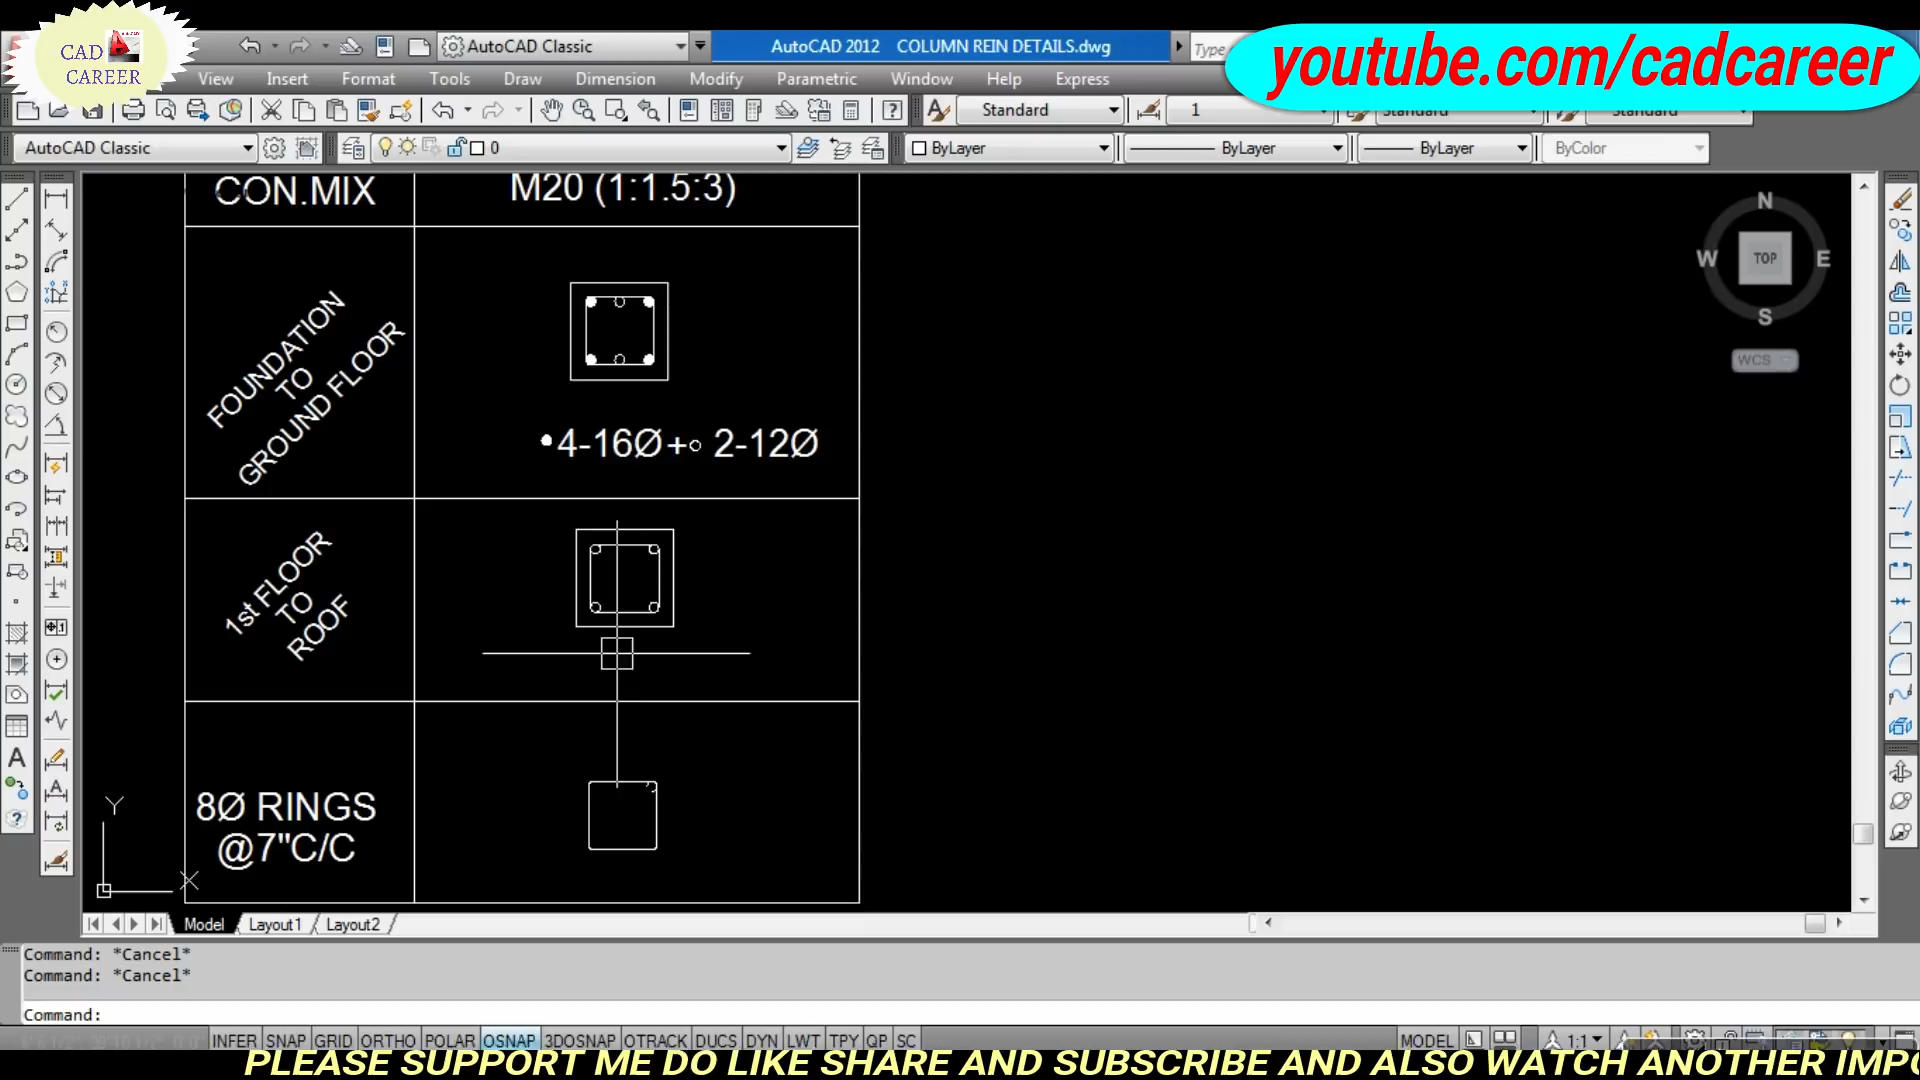 CAD
CAREER
AutoCAD Classic
AutoCAD 2012 COLUMN REIN DETAILS.dwg
Type
youtube.com/cadcareer
View Insert Format Tools Draw Dimension Modify Parametric Window Help Express
Standard 1 Standard Standard
AutoCAD Classic 0 ByLayer ByLayer ByLayer ByColor
CON.MIX M20 (1:1.5:3)
FOUNDATION
TO
GROUND FLOOR
4-16Ø+ 2-12Ø
1st FLOOR
TO
ROOF
8Ø RINGS
@7"C/C
N
W TOP E
S
WCS
Y
X
Model Layout1 Layout2
Command: *Cancel*
Command: *Cancel*
Command:
INFER SNAP GRID ORTHO POLAR OSNAP 3DOSNAP OTRACK DUCS DYN LWT TPY QP SC MODEL 1:1
PLEASE SUPPORT ME DO LIKE SHARE AND SUBSCRIBE AND ALSO WATCH ANOTHER IMPO